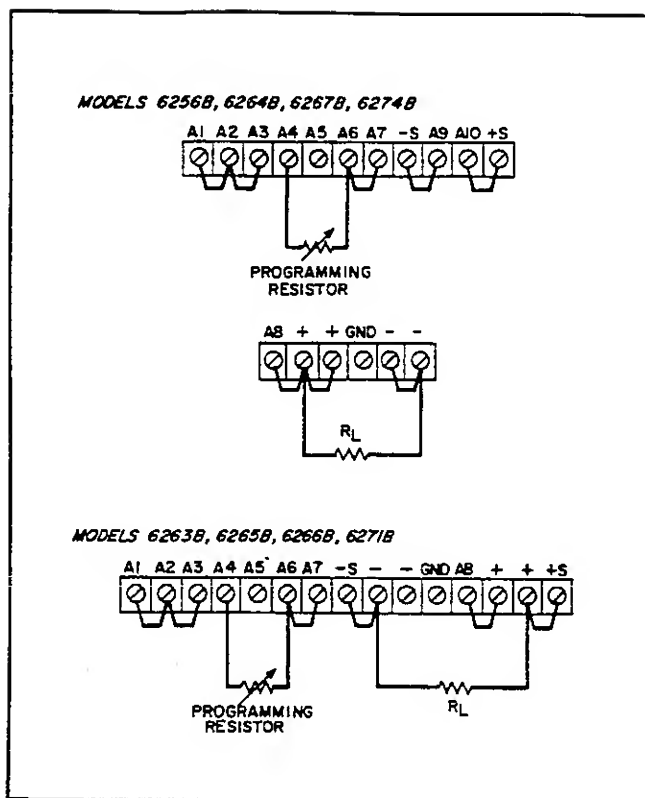 MODELS 6256B, 6264B, 6267B, 6274B
A1 A2 A3 A4 A5 A6 A7 -S A9 A10 +S
PROGRAMMING
RESISTOR
A8 + + GND - -
RL
MODELS 6263B, 6265B, 6266B, 6271B
A1 A2 A3 A4 A5 A6 A7 -S - - GND A8 + + +S
PROGRAMMING
RESISTOR
RL